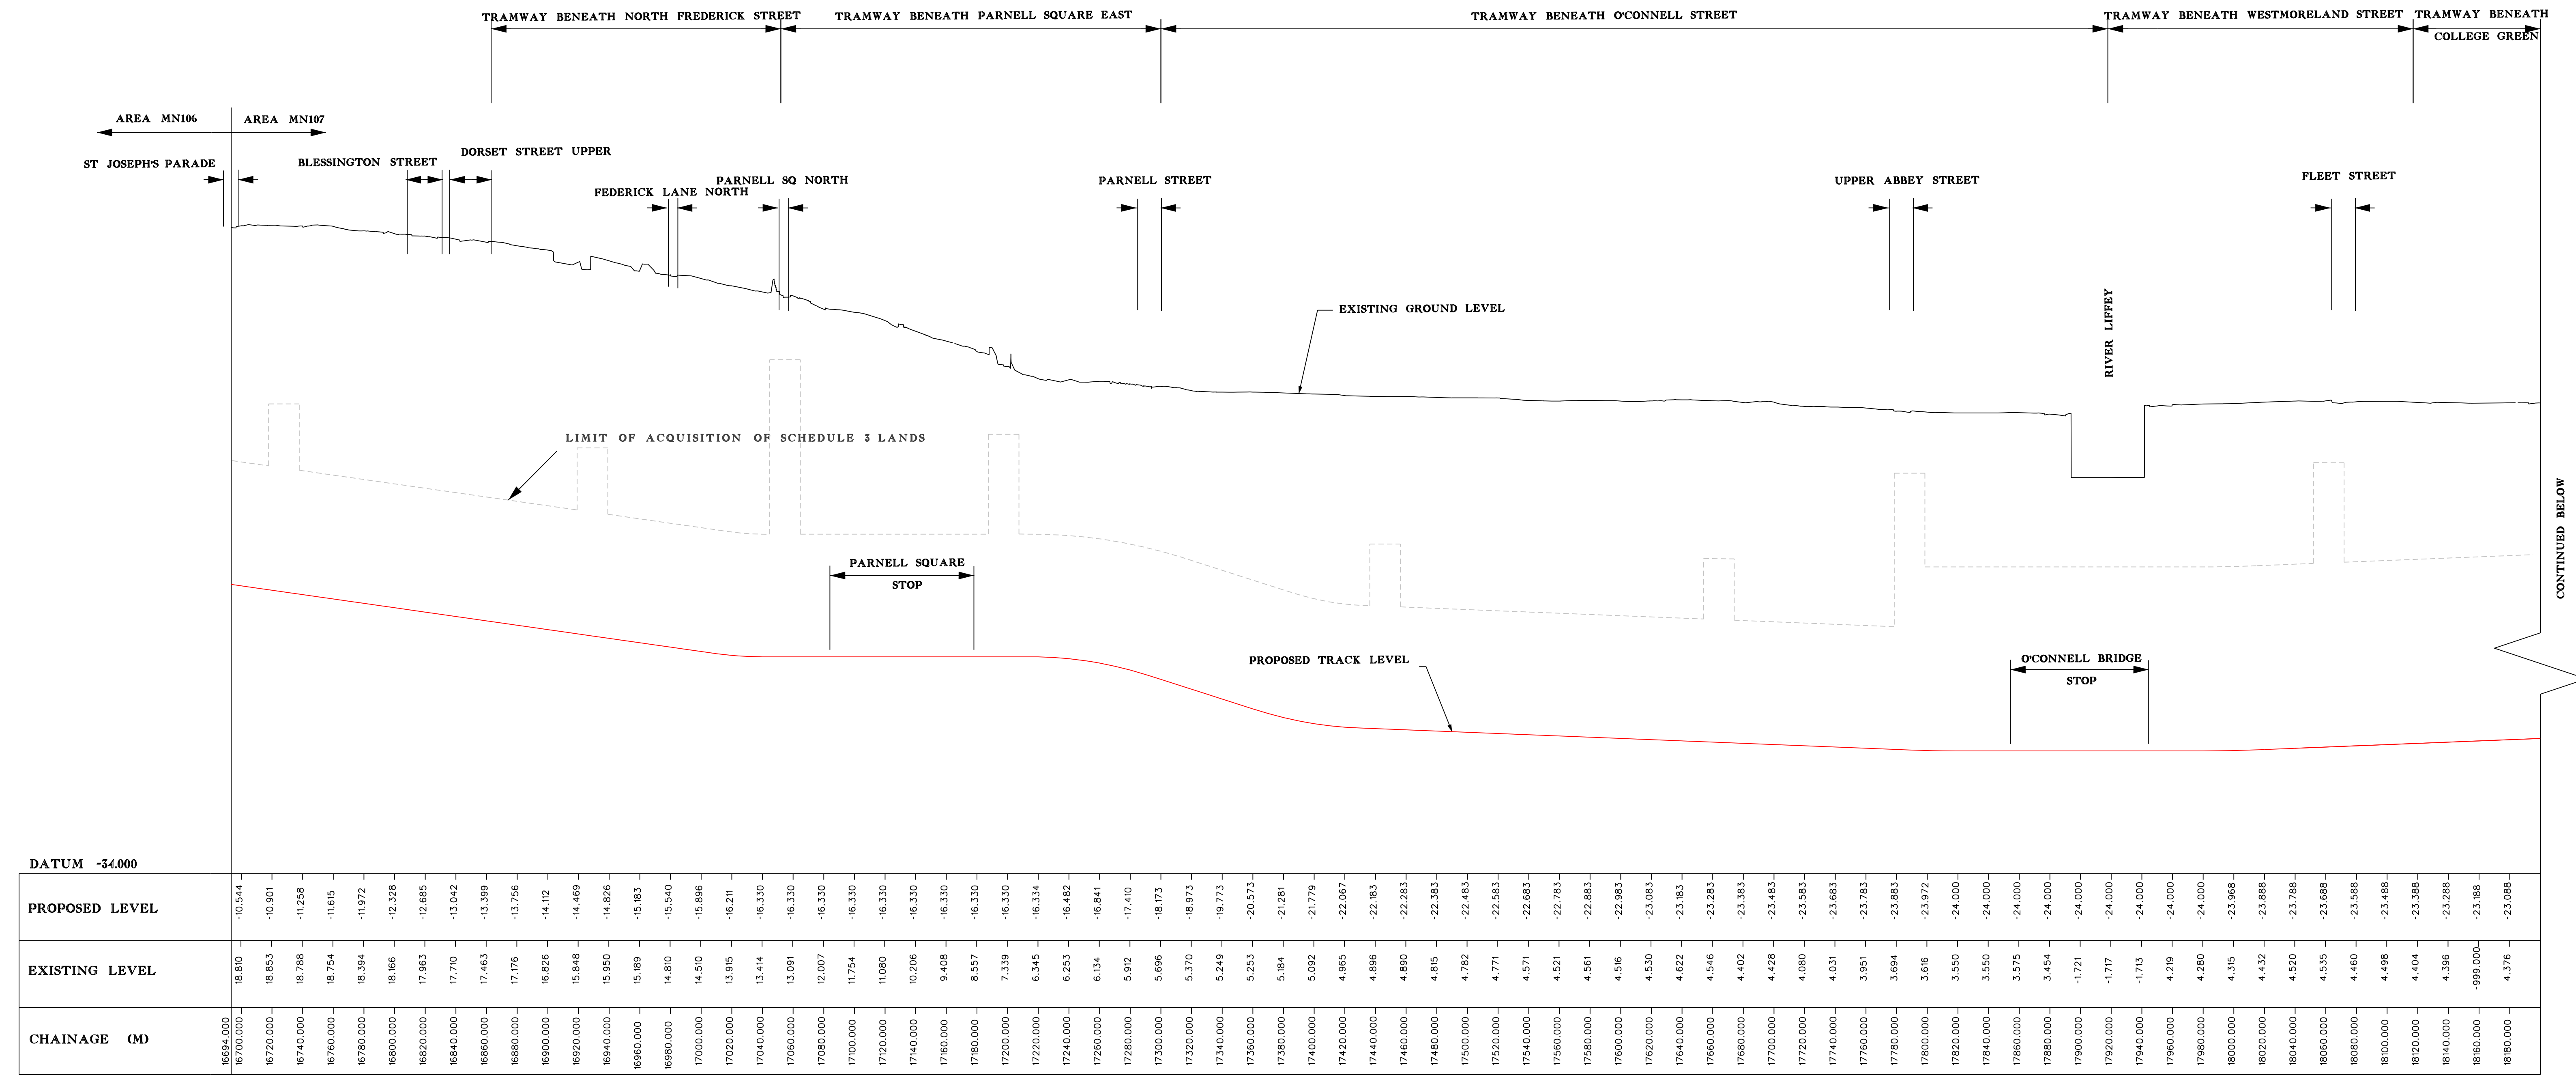 TRAMWAY BENEATH NORTH FREDERICK STREET
TRAMWAY BENEATH PARNELL SQUARE EAST
TRAMWAY BENEATH O'CONNELL STREET
TRAMWAY BENEATH WESTMORELAND STREET
TRAMWAY BENEATH
COLLEGE GREEN
AREA MN106
AREA MN107
ST JOSEPH'S PARADE
BLESSINGTON STREET
DORSET STREET UPPER
FEDERICK LANE NORTH
PARNELL SQ NORTH
PARNELL STREET
UPPER ABBEY STREET
FLEET STREET
EXISTING GROUND LEVEL
RIVER LIFFEY
LIMIT OF ACQUISITION OF SCHEDULE 3 LANDS
PARNELL SQUARE
STOP
PROPOSED TRACK LEVEL
O'CONNELL BRIDGE
STOP
CONTINUED BELOW
DATUM -34.000
PROPOSED LEVEL -10.544 -10.901 -11.258 -11.615 -11.972 -12.328 -12.685 -13.042 -13.399 -13.756 -14.112 -14.469 -14.826 -15.183 -15.540 -15.896 -16.211 -16.330 -16.330 -16.330 -16.330 -16.330 -16.330 -16.330 -16.330 -16.330 -16.334 -16.482 -16.841 -17.410 -18.173 -18.973 -19.773 -20.573 -21.281 -21.779 -22.067 -22.183 -22.283 -22.383 -22.483 -22.583 -22.683 -22.783 -22.883 -22.983 -23.083 -23.183 -23.283 -23.383 -23.483 -23.583 -23.683 -23.783 -23.883 -23.972 -24.000 -24.000 -24.000 -24.000 -24.000 -24.000 -24.000 -24.000 -24.000 -23.968 -23.888 -23.788 -23.688 -23.588 -23.488 -23.388 -23.288 -23.188 -23.088
EXISTING LEVEL 18.810 18.853 18.788 18.754 18.394 18.166 17.963 17.710 17.463 17.176 16.826 15.848 15.950 15.189 14.810 14.510 13.915 13.414 13.091 12.007 11.754 11.080 10.206 9.408 8.557 7.339 6.345 6.253 6.134 5.912 5.696 5.370 5.249 5.253 5.184 5.092 4.965 4.896 4.890 4.815 4.782 4.771 4.571 4.521 4.561 4.516 4.530 4.622 4.546 4.402 4.428 4.080 4.031 3.951 3.694 3.616 3.550 3.550 3.575 3.454 -1.721 -1.717 -1.713 4.219 4.280 4.315 4.432 4.520 4.535 4.460 4.498 4.404 4.396 -999.000 4.376
CHAINAGE (M) 16694.000 16700.000 16720.000 16740.000 16760.000 16780.000 16800.000 16820.000 16840.000 16860.000 16880.000 16900.000 16920.000 16940.000 16960.000 16980.000 17000.000 17020.000 17040.000 17060.000 17080.000 17100.000 17120.000 17140.000 17160.000 17180.000 17200.000 17220.000 17240.000 17260.000 17280.000 17300.000 17320.000 17340.000 17360.000 17380.000 17400.000 17420.000 17440.000 17460.000 17480.000 17500.000 17520.000 17540.000 17560.000 17580.000 17600.000 17620.000 17640.000 17660.000 17680.000 17700.000 17720.000 17740.000 17760.000 17780.000 17800.000 17820.000 17840.000 17860.000 17880.000 17900.000 17920.000 17940.000 17960.000 17980.000 18000.000 18020.000 18040.000 18060.000 18080.000 18100.000 18120.000 18140.000 18160.000 18180.000